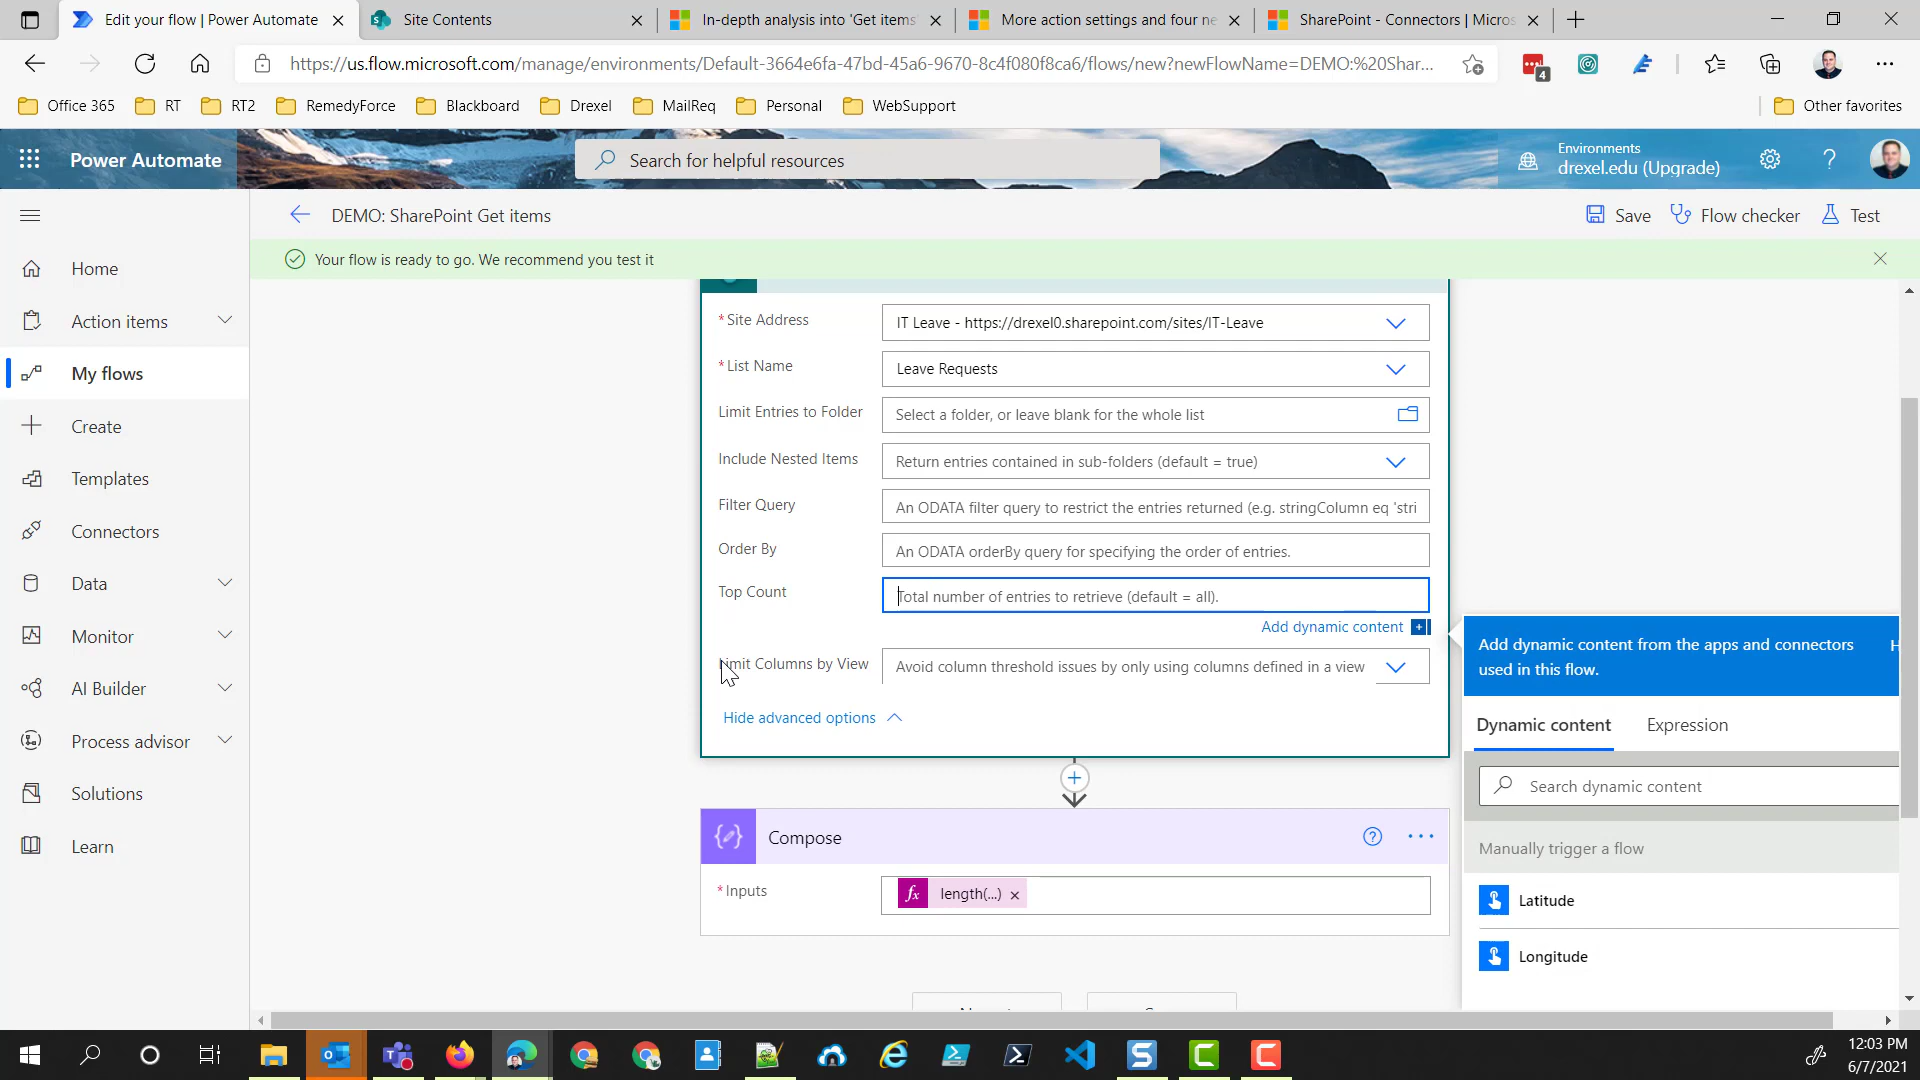 Edit your flow | Power Automate
Site Contents
In-depth analysis into 'Get items'
More action settings and four ne
SharePoint - Connectors | Micros
https://us.flow.microsoft.com/manage/environments/Default-3664e6fa-47bd-45a6-9670-8c4f080f8ca6/flows/new?newFlowName=DEMO:%20Shar...
4
Office 365
RT
RT2
RemedyForce
Blackboard
Drexel
MailReq
Personal
WebSupport
Other favorites
Power Automate
Search for helpful resources
Environments
drexel.edu (Upgrade)
DEMO: SharePoint Get items
Save
Flow checker
Test
Your flow is ready to go. We recommend you test it
Home
Action items
My flows
Create
Templates
Connectors
Data
Monitor
AI Builder
Process advisor
Solutions
Learn
* Site Address
IT Leave - https://drexel0.sharepoint.com/sites/IT-Leave
* List Name
Leave Requests
Limit Entries to Folder
Select a folder, or leave blank for the whole list
Include Nested Items
Return entries contained in sub-folders (default = true)
Filter Query
An ODATA filter query to restrict the entries returned (e.g. stringColumn eq 'stri
Order By
An ODATA orderBy query for specifying the order of entries.
Top Count
Total number of entries to retrieve (default = all).
Add dynamic content
Limit Columns by View
Avoid column threshold issues by only using columns defined in a view
Hide advanced options
Compose
* Inputs
fx length(...) ×
Add dynamic content from the apps and connectors
used in this flow.
Dynamic content
Expression
Search dynamic content
Manually trigger a flow
Latitude
Longitude
12:03 PM
6/7/2021